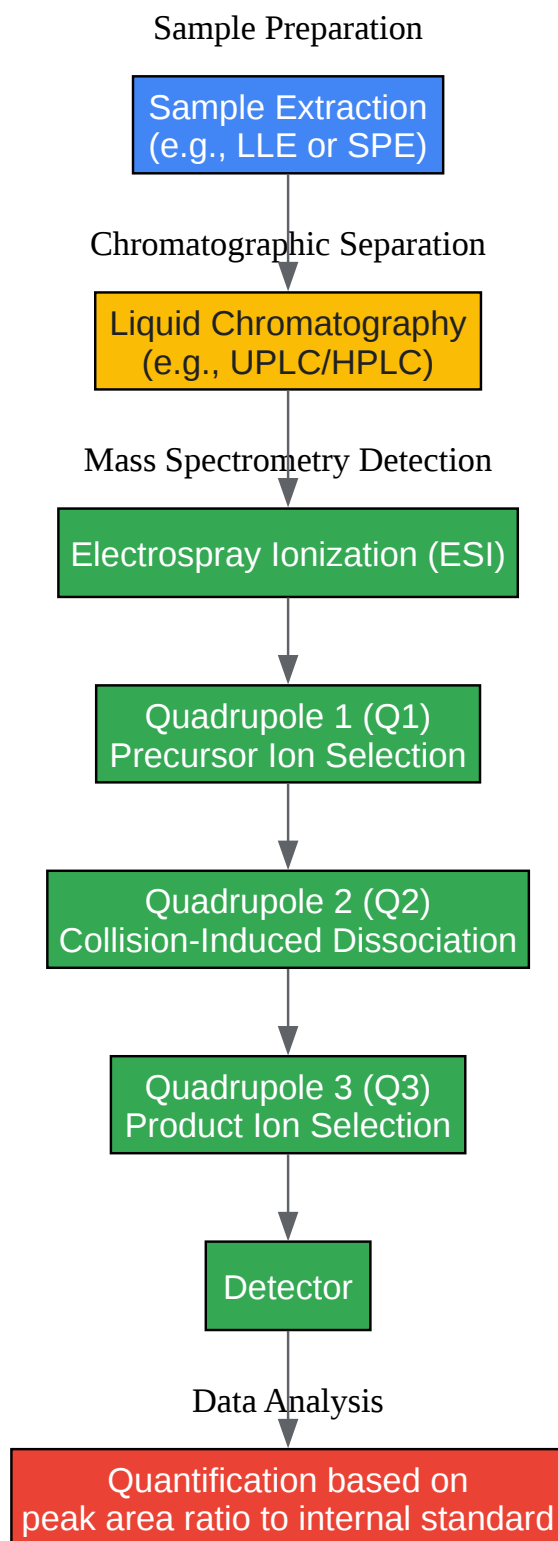 Sample Preparation
Sample Extraction
(e.g., LLE or SPE)
Chromatographic Separation
Liquid Chromatography
(e.g., UPLC/HPLC)
Mass Spectrometry Detection
Electrospray Ionization (ESI)
Quadrupole 1 (Q1)
Precursor Ion Selection
Quadrupole 2 (Q2)
Collision-Induced Dissociation
Quadrupole 3 (Q3)
Product Ion Selection
Detector
Data Analysis
Quantification based on
peak area ratio to internal standard